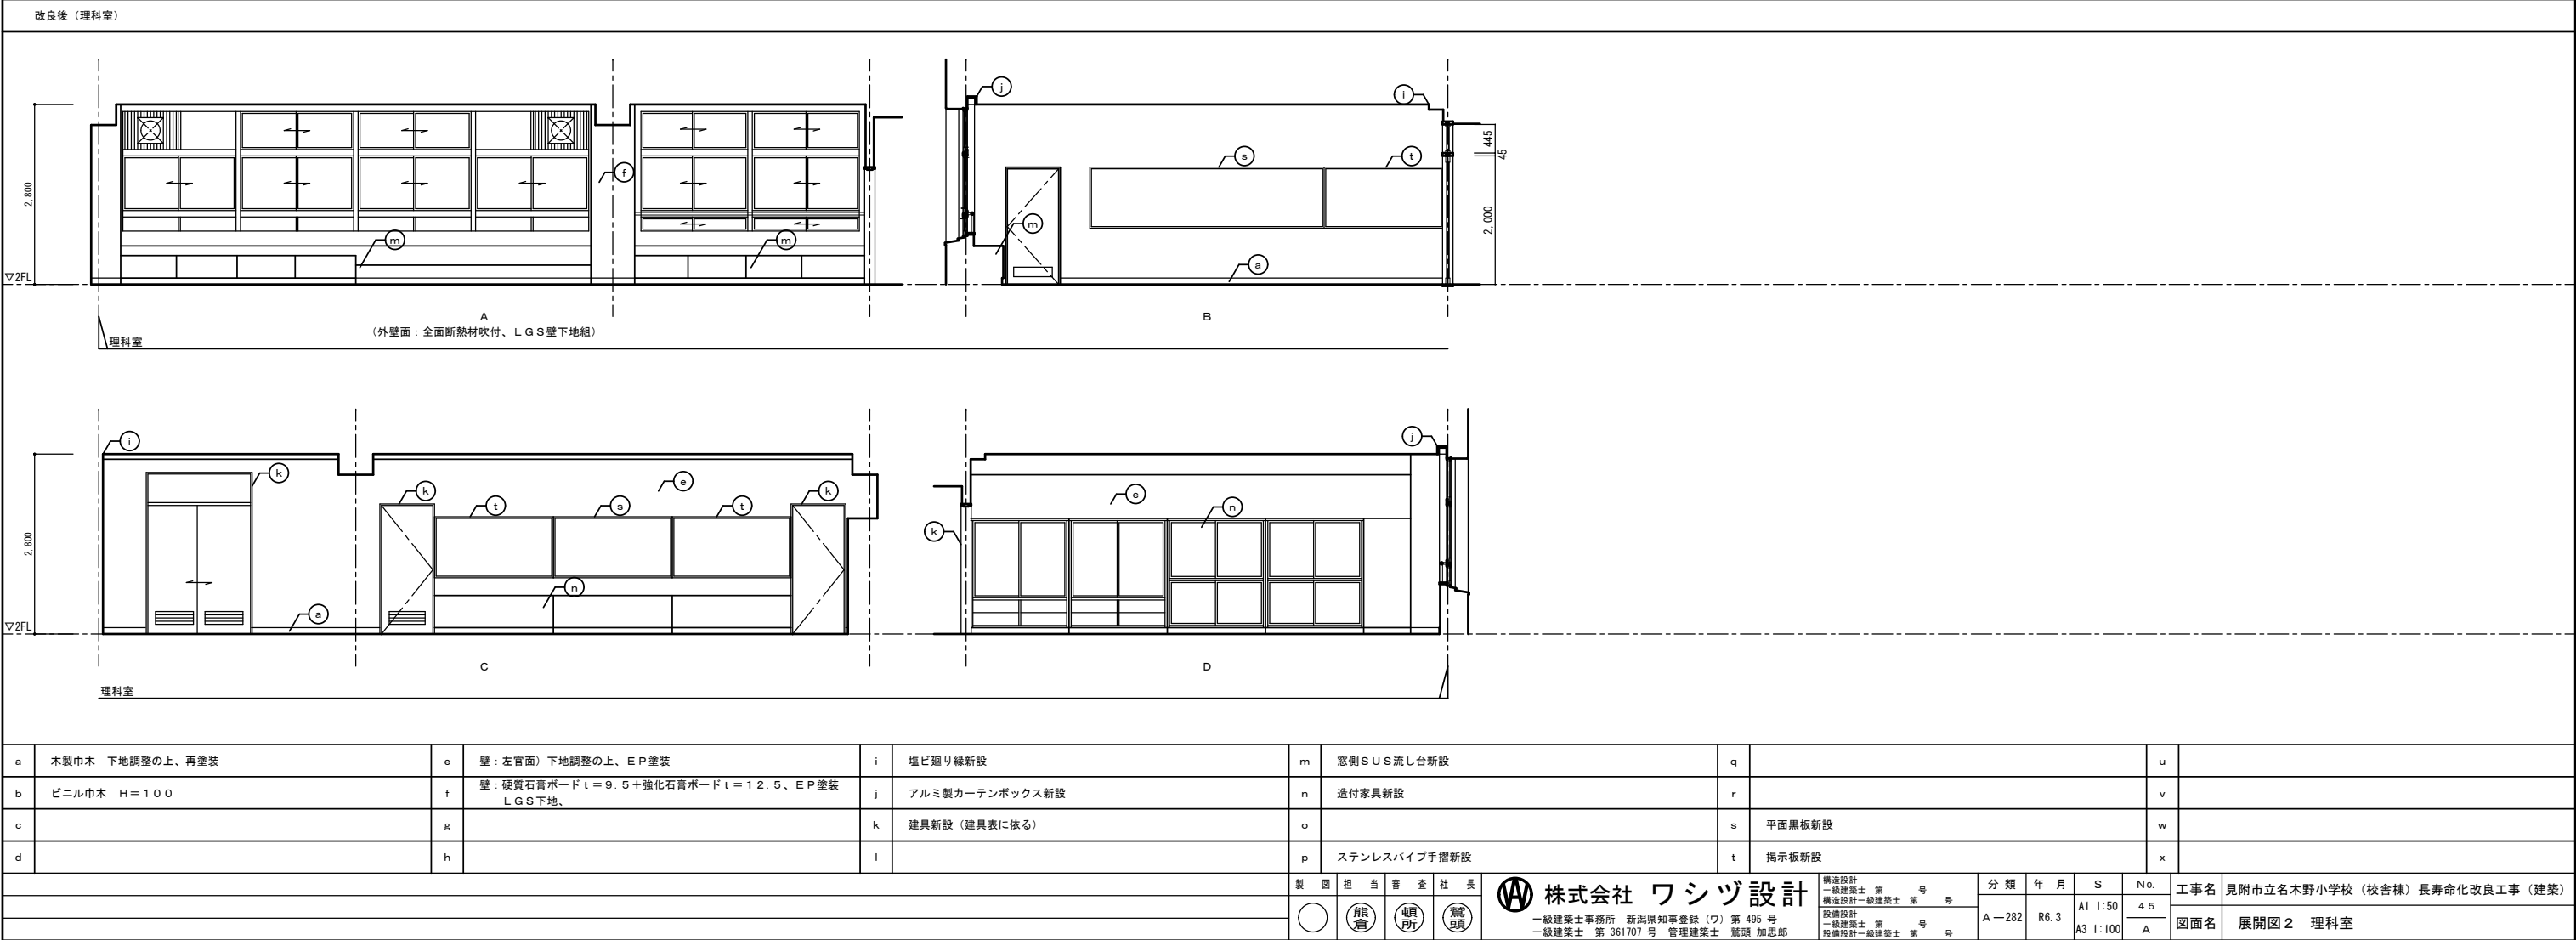 改良後（理科室）
j
i
445
45
s
t
f
2,800
2,000
m
m
m
a
▽2FL
A
B
（外壁面：全面断熱材吹付、ＬＧＳ壁下地組）
理科室
i
j
k
e
k
k
e
t
s
t
n
k
2,800
n
a
▽2FL
C
D
理科室
a 木製巾木　下地調整の上、再塗装 e 壁：左官面）下地調整の上、ＥＰ塗装 i 塩ビ廻り縁新設 m 窓側ＳＵＳ流し台新設 q u
b ビニル巾木　Ｈ＝１００ f 壁：硬質石膏ボードｔ＝９.５＋強化石膏ボードｔ＝１２.５、ＥＰ塗装 j アルミ製カーテンボックス新設 n 造付家具新設 r v
ＬＧＳ下地、
c g k 建具新設（建具表に依る） o s 平面黒板新設 w
d h l p ステンレスパイプ手摺新設 t 掲示板新設 x
製　図 担　当 審　査 社　長
熊倉 頓所 鷲頭
株式会社 ワシヅ設計
一級建築士事務所　新潟県知事登録（ワ）第 495 号
一級建築士　第 361707 号　管理建築士　鷲頭 加思郎
構造設計
一級建築士　第　　　　号
構造設計一級建築士　第　　　号
設備設計
一級建築士　第　　　　号
設備設計一級建築士　第　　　号
分 類 年 月 S No.
A－282 R6.3 A1 1:50 45
A3 1:100 A
工事名 見附市立名木野小学校（校舎棟）長寿命化改良工事（建築）
図面名 展開図２　理科室